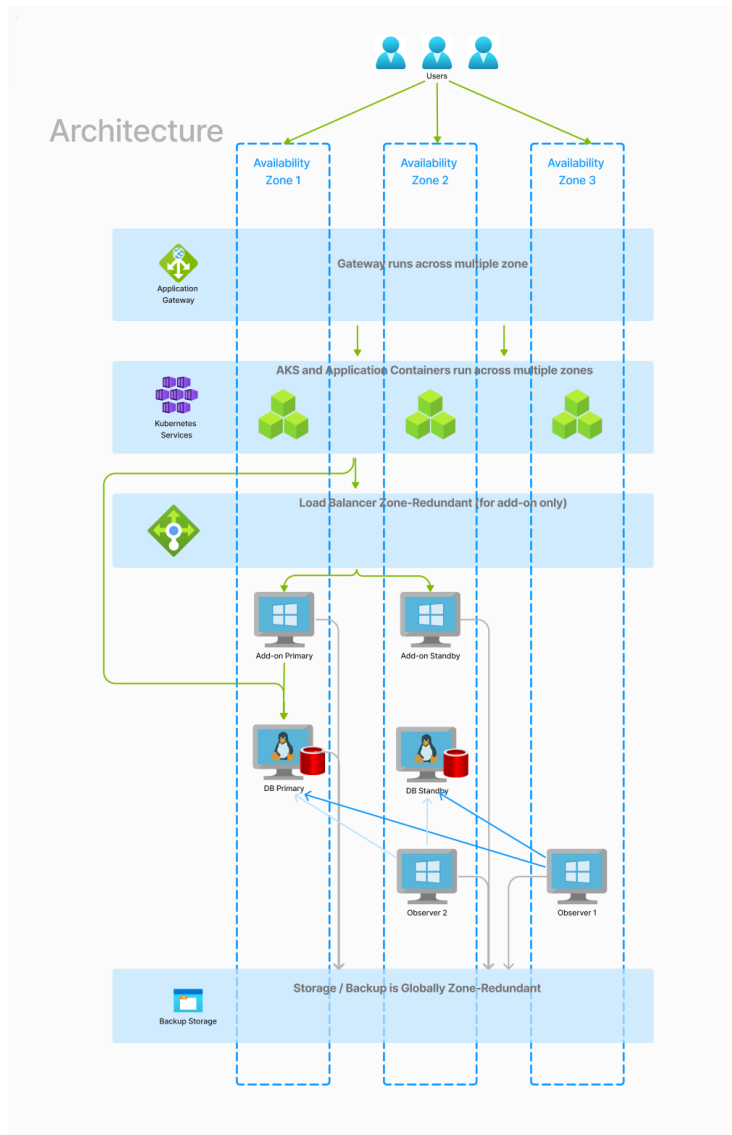 Users
Architecture
Availability
Zone 1
Availability
Zone 2
Availability
Zone 3
Gateway runs across multiple zone
Application
Gateway
AKS and Application Containers run across multiple zones
Kubernetes
Services
Load Balancer Zone-Redundant (for add-on only)
Add-on Primary
Add-on Standby
DB Primary
DB Standby
Observer 2
Observer 1
Storage / Backup is Globally Zone-Redundant
Backup Storage